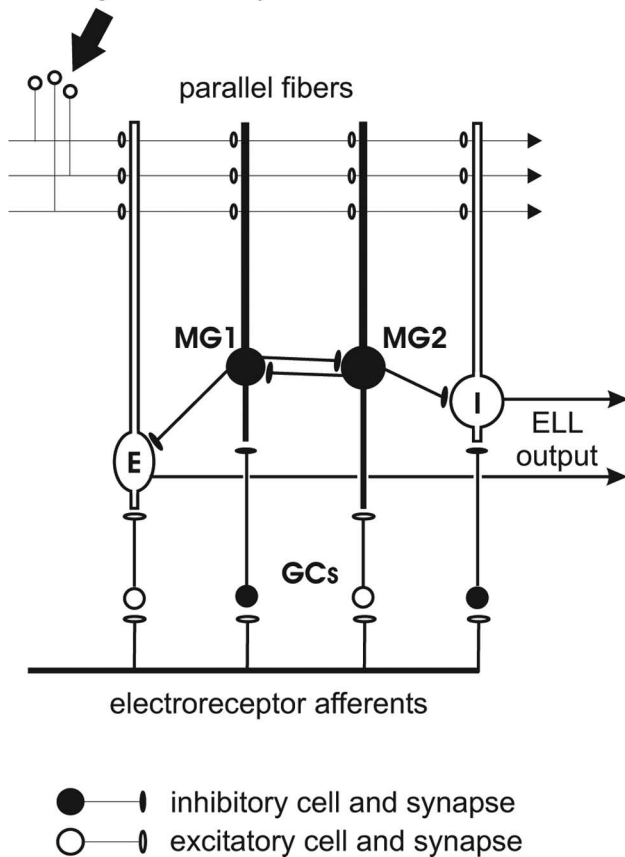 parallel fibers
MG1
MG2
I
ELL
output
E
GCs
electroreceptor afferents
inhibitory cell and synapse
excitatory cell and synapse